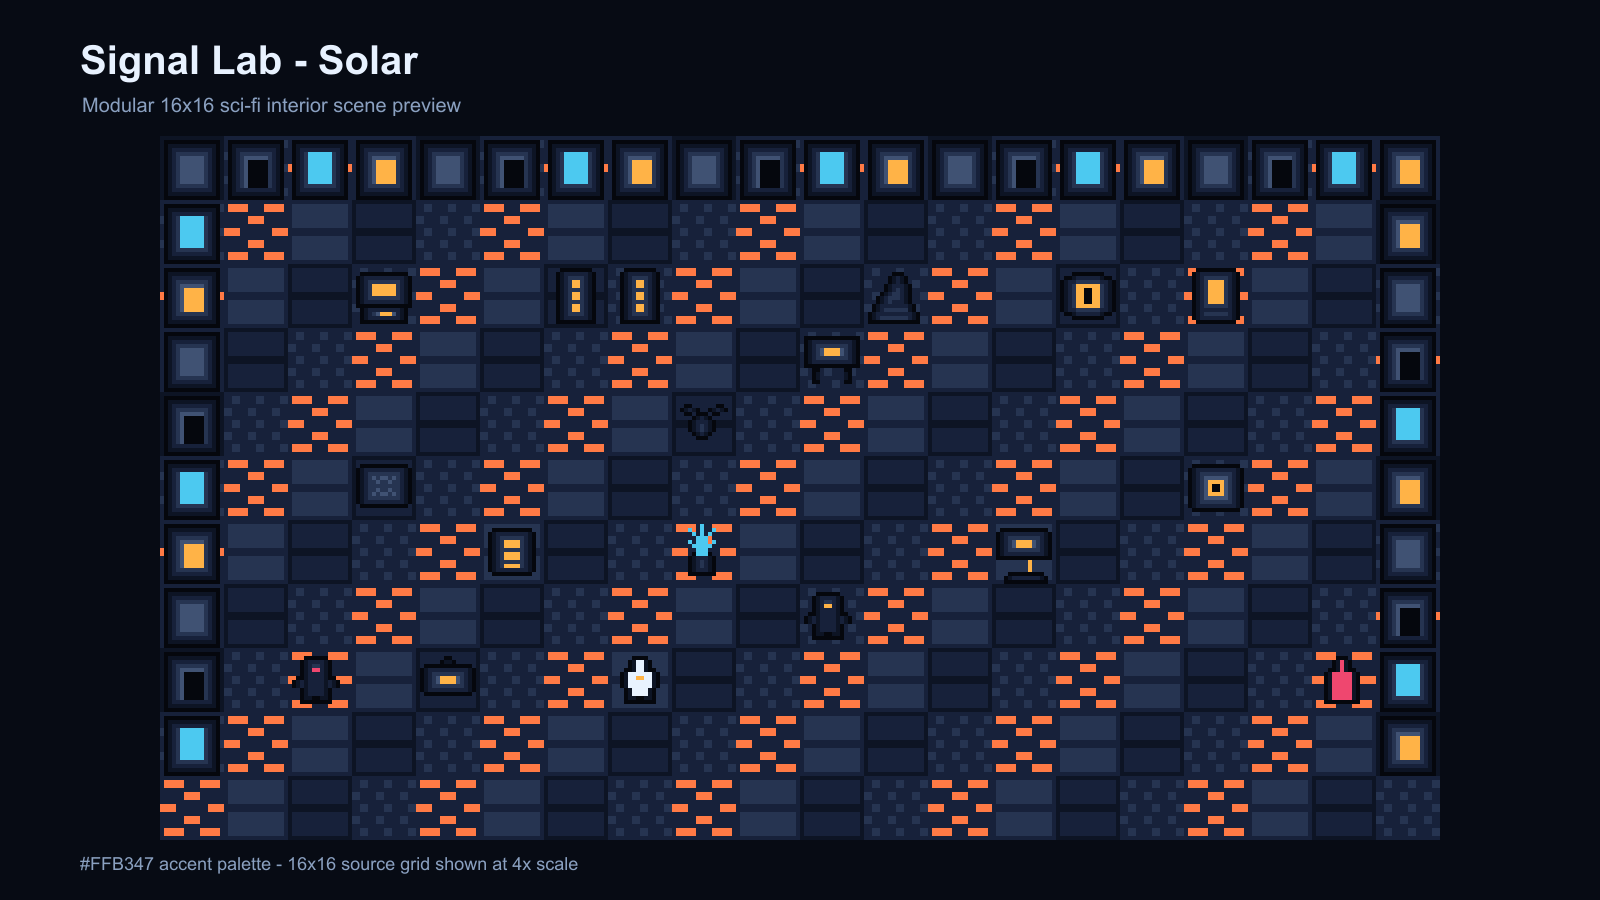 Signal Lab - Solar
Modular 16x16 sci-fi interior scene preview
#FFB347 accent palette - 16x16 source grid shown at 4x scale